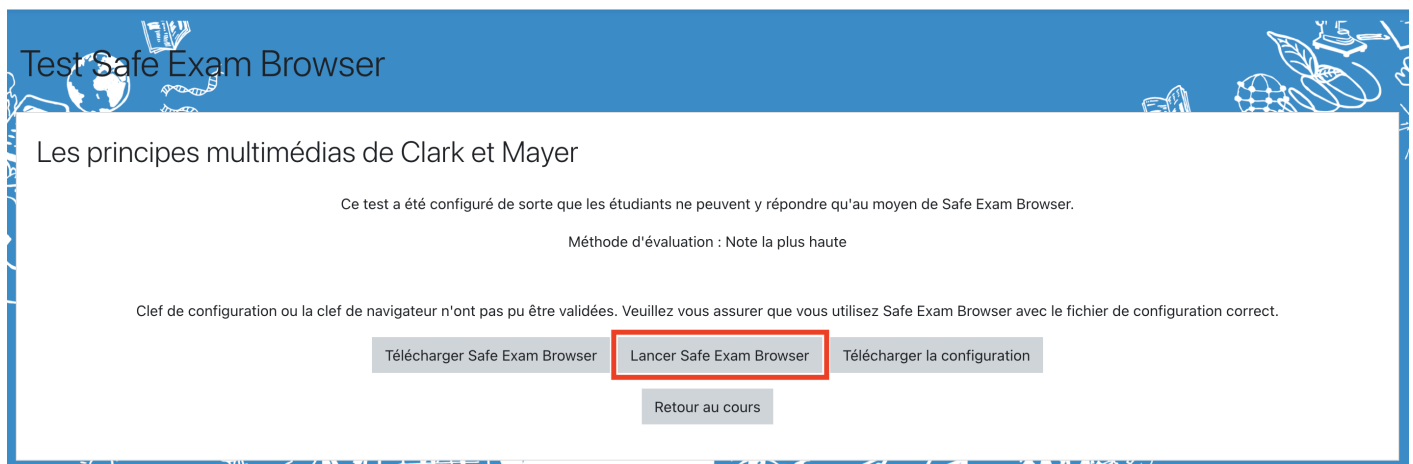 Test Safe Exam Browser
Les principes multimédias de Clark et Mayer
Ce test a été configuré de sorte que les étudiants ne peuvent y répondre qu'au moyen de Safe Exam Browser.
Méthode d'évaluation : Note la plus haute
Clef de configuration ou la clef de navigateur n'ont pas pu être validées. Veuillez vous assurer que vous utilisez Safe Exam Browser avec le fichier de configuration correct.
Télécharger Safe Exam Browser Lancer Safe Exam Browser Télécharger la configuration
Retour au cours